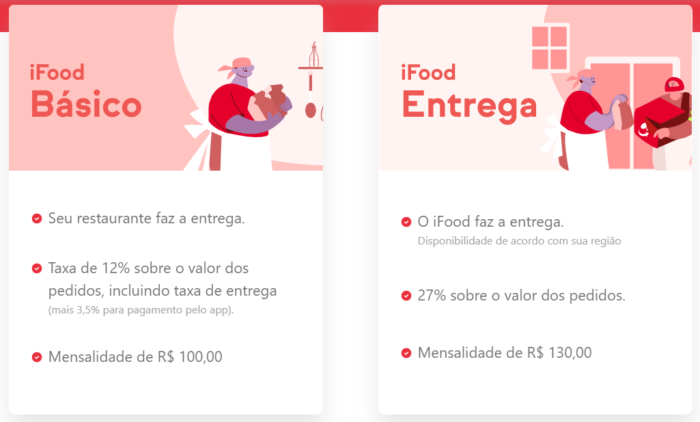 iFood
Básico
Seu restaurante faz a entrega.
Taxa de 12% sobre o valor dos
pedidos, incluindo taxa de entrega
(mais 3,5% para pagamento pelo app).
Mensalidade de R$ 100,00
iFood
Entrega
O iFood faz a entrega.
Disponibilidade de acordo com sua região
27% sobre o valor dos pedidos.
Mensalidade de R$ 130,00